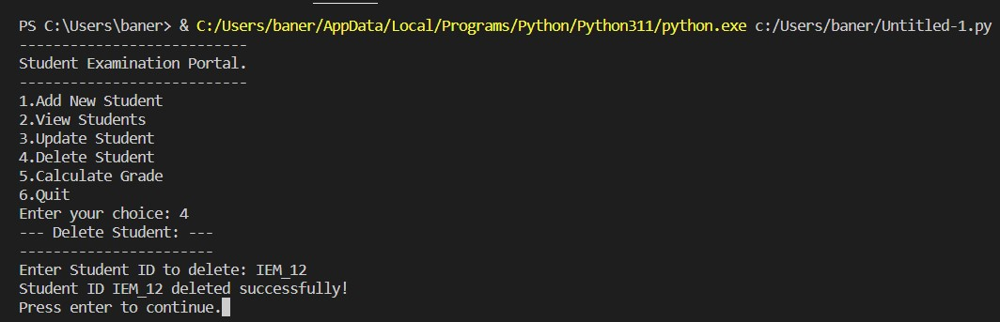 PS C:\Users\baner> & C:/Users/baner/AppData/Local/Programs/Python/Python311/python.exe c:/Users/baner/Untitled-1.py
---------------------------
Student Examination Portal.
---------------------------
1.Add New Student
2.View Students
3.Update Student
4.Delete Student
5.Calculate Grade
6.Quit
Enter your choice: 4
--- Delete Student: ---
-----------------------
Enter Student ID to delete: IEM_12
Student ID IEM_12 deleted successfully!
Press enter to continue.